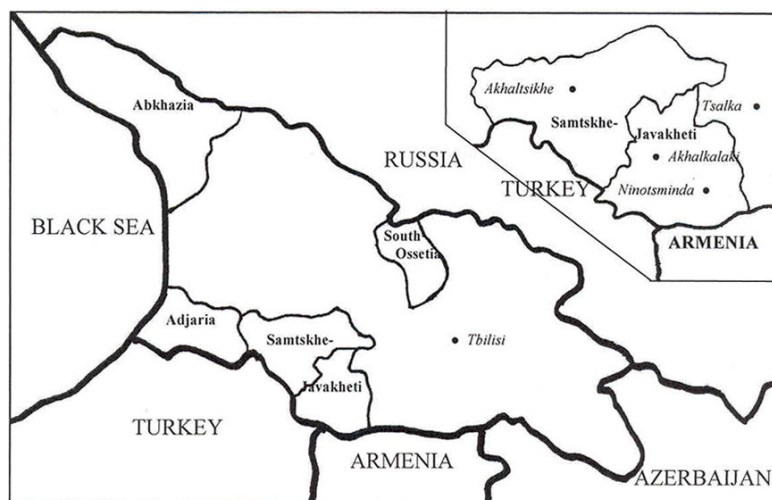 Abkhazia
Akhaltsikhe
Tsalka
Samtskhe-
Javakheti
Akhalkalaki
RUSSIA
TURKEY
Ninotsminda
BLACK SEA
South
Ossetia
ARMENIA
Adjaria
Samtskhe-
Tbilisi
Javakheti
TURKEY
ARMENIA
AZERBAIJAN